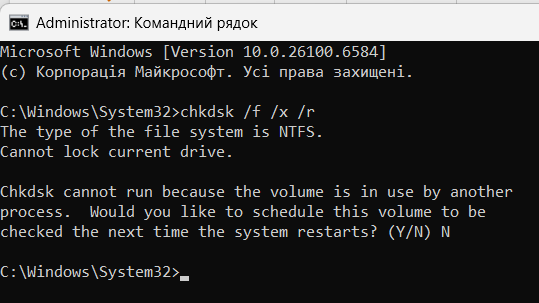 Administrator: Командний рядок
Microsoft Windows [Version 10.0.26100.6584]
(c) Корпорація Майкрософт. Усі права захищені.
C:\Windows\System32>chkdsk /f /x /r
The type of the file system is NTFS.
Cannot lock current drive.
Chkdsk cannot run because the volume is in use by another
process.  Would you like to schedule this volume to be
checked the next time the system restarts? (Y/N) N
C:\Windows\System32>